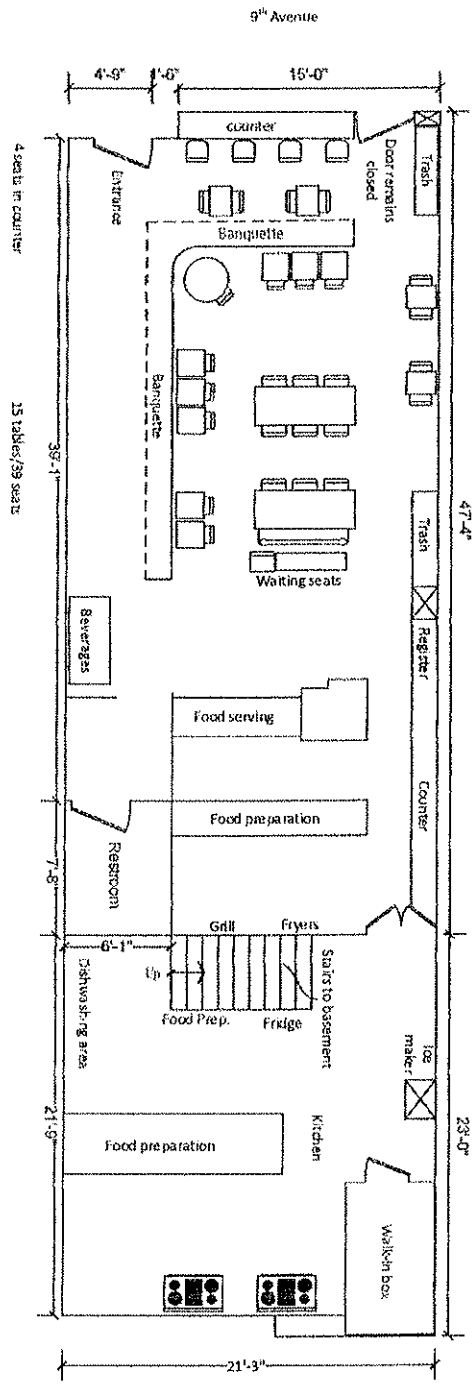 9th Avenue
4'-9"
1'-6"
15'-0"
counter
Trash
Door remains
closed
Entrance
Banquette
Banquette
4 seats in counter
15 tables/39 seats
39'-1"
47'-4"
Trash
Waiting seats
Register
Beverages
Food serving
Counter
Food preparation
Restroom
7'-8"
6'-1"
Grill
Fryers
Up
Stairs to basement
Food Prep.
Fridge
Dishwashing area
Ice
maker
Kitchen
Food preparation
21'-9"
23'-0"
Walk-in box
21'-3"